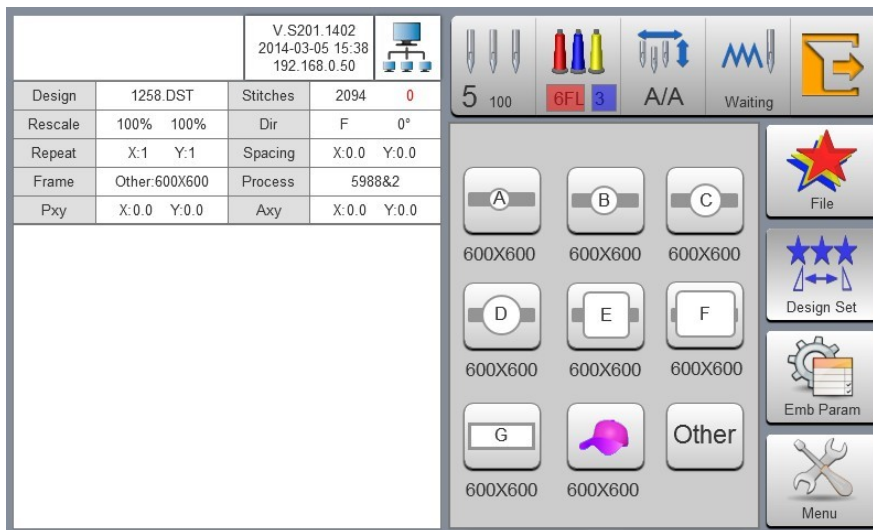 V.S201.1402
2014-03-05 15:38
192.168.0.50
Design 1258.DST Stitches 2094 0
Rescale 100% 100% Dir F 0°
Repeat X:1 Y:1 Spacing X:0.0 Y:0.0
Frame Other:600X600 Process 5988&2
Pxy X:0.0 Y:0.0 Axy X:0.0 Y:0.0
5 100 6FL 3 A/A Waiting
A B C
600X600 600X600 600X600
D E F
600X600 600X600 600X600
G Other
600X600 600X600
File
Design Set
Emb Param
Menu